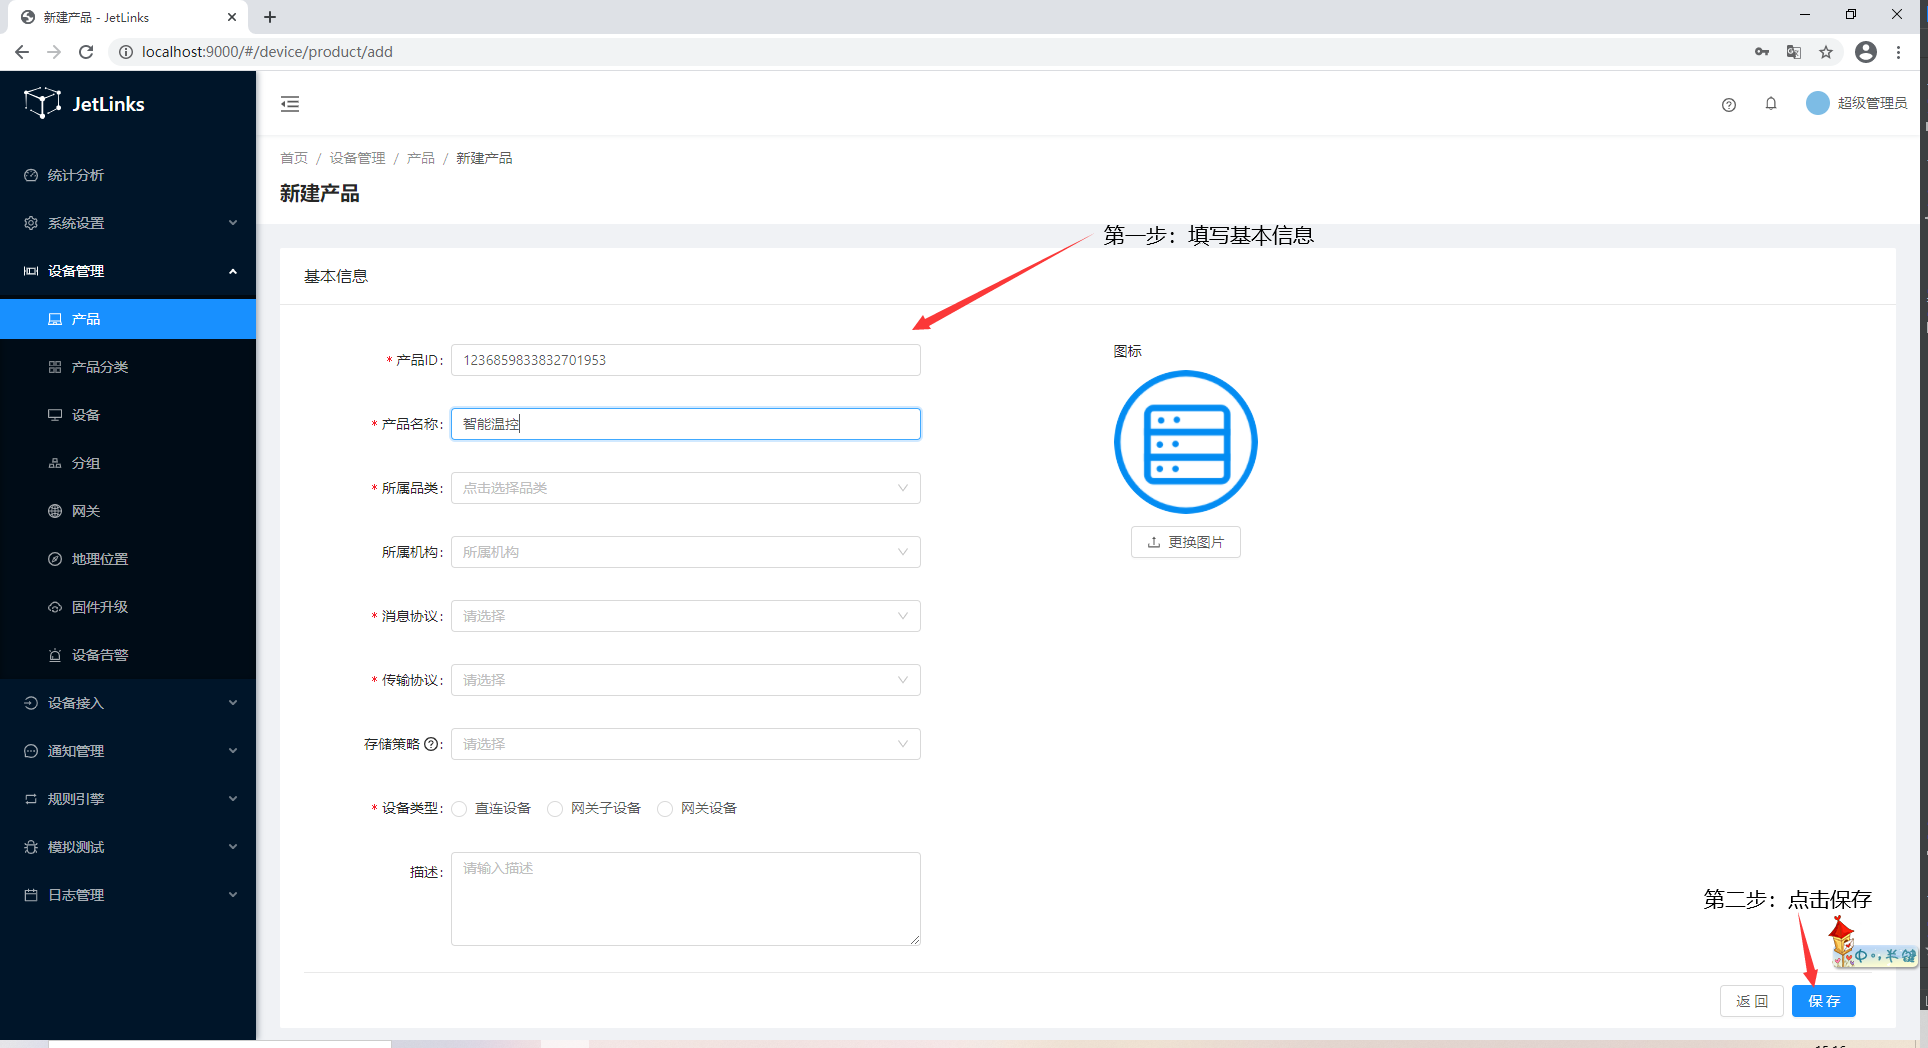 新建产品 - JetLinks
localhost:9000/#/device/product/add
JetLinks
超级管理员
首页 / 设备管理 / 产品 / 新建产品
新建产品
统计分析
系统设置
设备管理
产品
产品分类
设备
分组
网关
地理位置
固件升级
设备告警
设备接入
通知管理
规则引擎
模拟测试
日志管理
第一步：填写基本信息
基本信息
* 产品ID: 1236859833832701953
* 产品名称: 智能温控
* 所属品类: 点击选择品类
所属机构: 所属机构
* 消息协议: 请选择
* 传输协议: 请选择
存储策略 : 请选择
* 设备类型: 直连设备 网关子设备 网关设备
描述: 请输入描述
图标
更换图片
第二步：点击保存
中 半
返 回
保 存